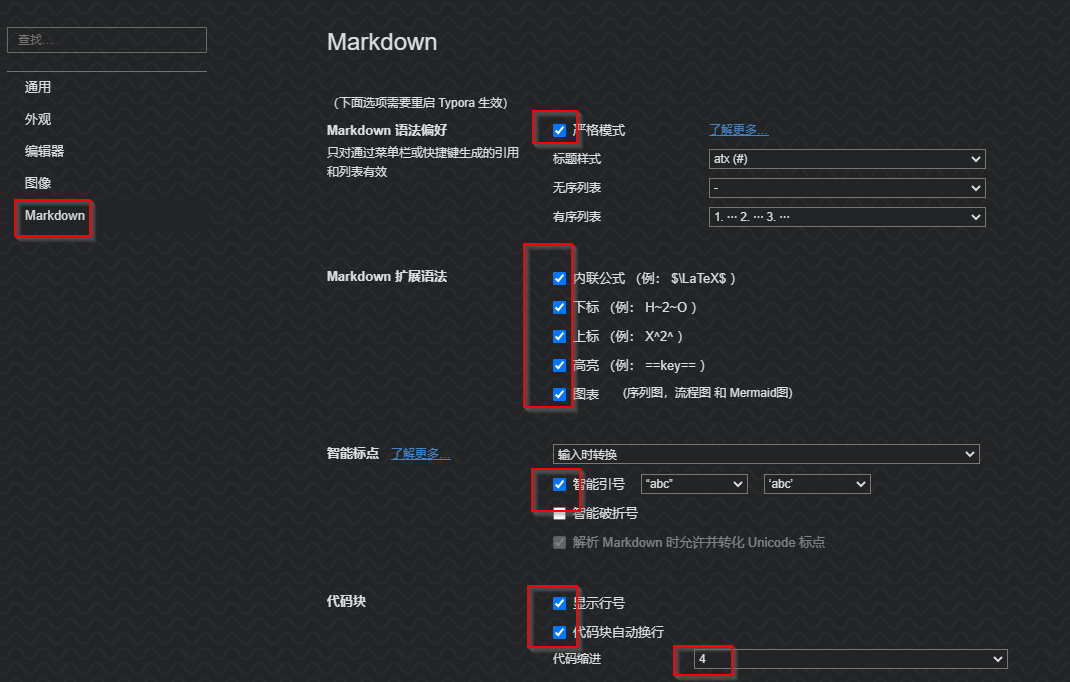 查找...
通用
外观
编辑器
图像
Markdown
Markdown
（下面选项需要重启 Typora 生效）
Markdown 语法偏好
只对通过菜单栏或快捷键生成的引用
和列表有效
严格模式 了解更多...
标题样式 atx (#)
无序列表 -
有序列表 1. ··· 2. ··· 3. ···
Markdown 扩展语法
内联公式 （例： $\LaTeX$ ）
下标 （例： H~2~O ）
上标 （例： X^2^ ）
高亮 （例： ==key== ）
图表 （序列图，流程图 和 Mermaid图)
智能标点 了解更多... 输入时转换
智能引号 “abc” ‘abc’
智能破折号
解析 Markdown 时允许并转化 Unicode 标点
代码块
显示行号
代码块自动换行
代码缩进 4